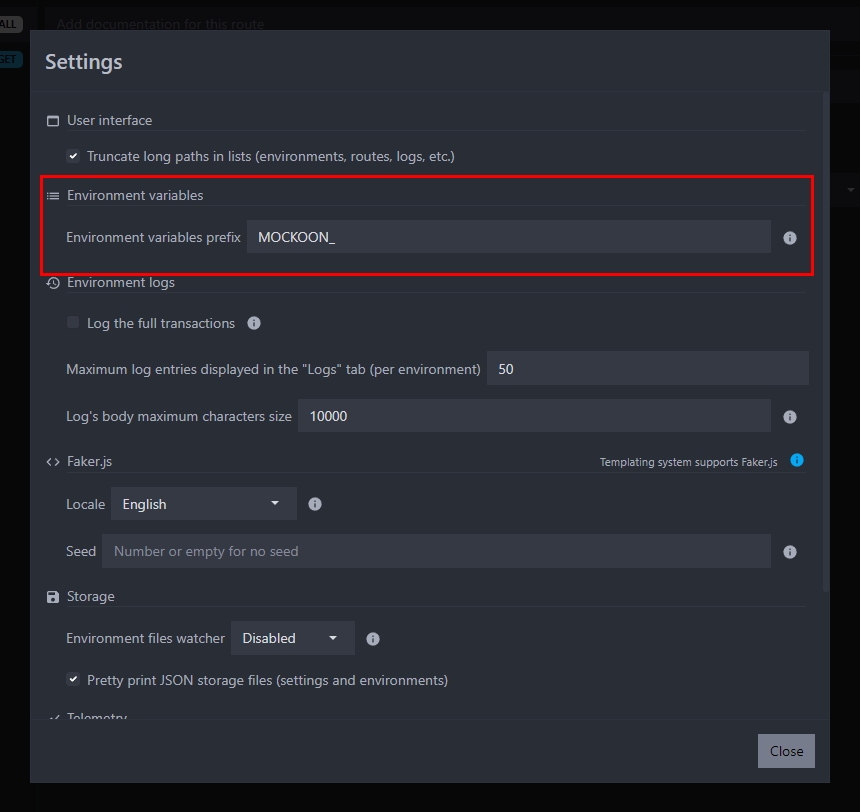 ALL
Add documentation for this route
GET
Settings
User interface
Truncate long paths in lists (environments, routes, logs, etc.)
Environment variables
Environment variables prefix MOCKOON_
Environment logs
Log the full transactions
Maximum log entries displayed in the "Logs" tab (per environment) 50
Log's body maximum characters size 10000
Faker.js Templating system supports Faker.js
Locale English
Seed Number or empty for no seed
Storage
Environment files watcher Disabled
Pretty print JSON storage files (settings and environments)
Telemetry
Close